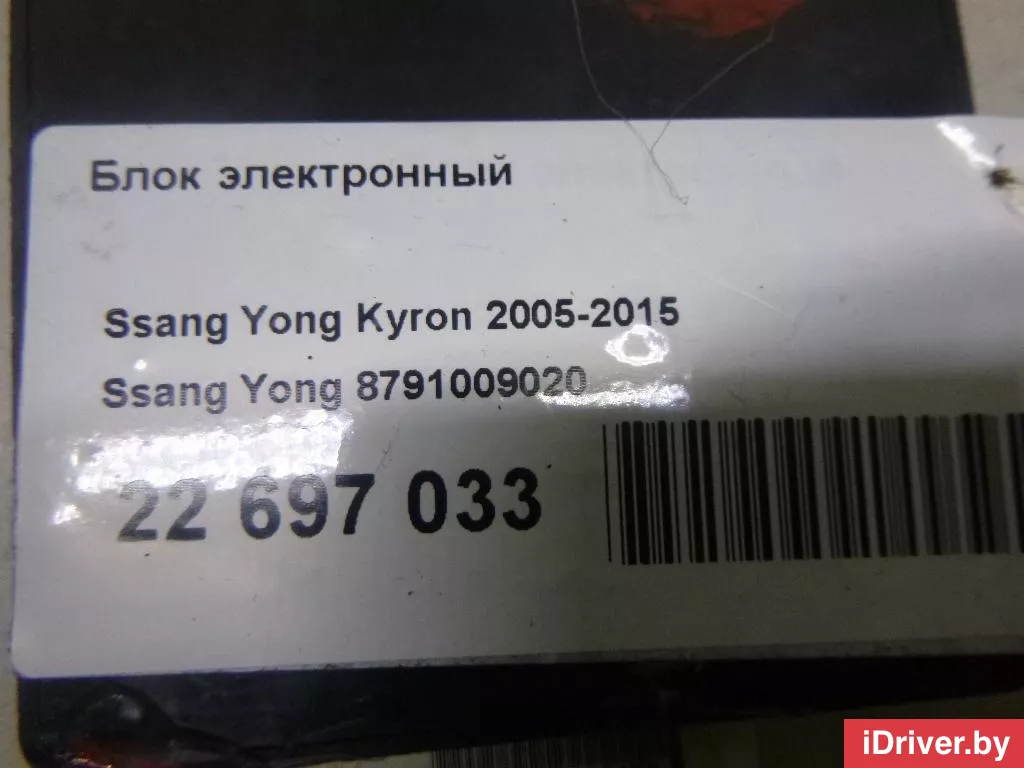 Блок электронный
Ssang Yong Kyron 2005-2015
Ssang Yong 8791009020
22 697 033
iDriver.by